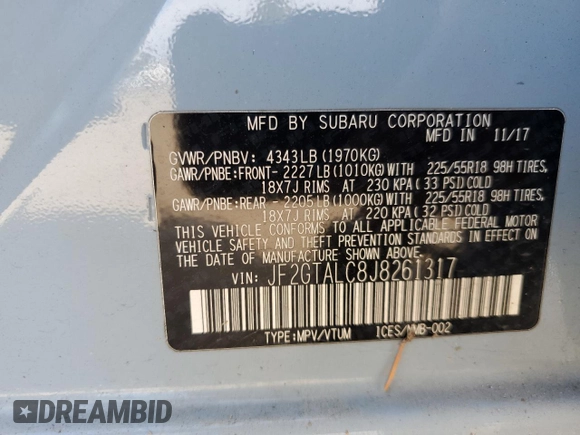 MFD BY SUBARU CORPORATION
MFD IN 11/17
GVWR/PNBV: 4343LB(1970KG)
GAWR/PNBE:FRONT- 2227LB(1010KG)WITH 225/55R18 98H TIRES,
18X7J RIMS AT 230 KPA(33 PSI)COLD
GAWR/PNBE:REAR - 2205LB(1000KG)WITH 225/55R18 98H TIRES,
18X7J RIMS AT 220 KPA(32 PSI)COLD
THIS VEHICLE CONFORMS TO ALL APPLICABLE FEDERAL MOTOR
VEHICLE SAFETY AND THEFT PREVENTION STANDARDS IN EFFECT ON
THE DATE OF MANUFACTURE SHOWN ABOVE.
VIN: JF2GTALC8J8261317
TYPE:MPV/VTUM ICES/NMB-002
DREAMBID